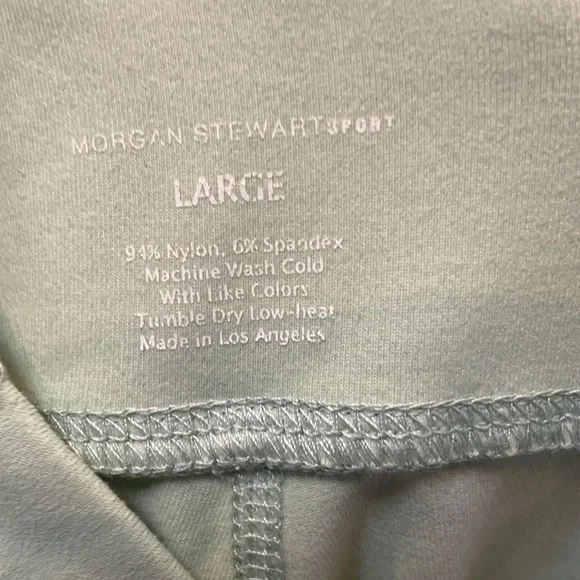 MORGAN STEWARTSPORT
LARGE
94% Nylon, 6% Spandex
Machine Wash Cold
With Like Colors
Tumble Dry Low-heat
Made in Los Angeles